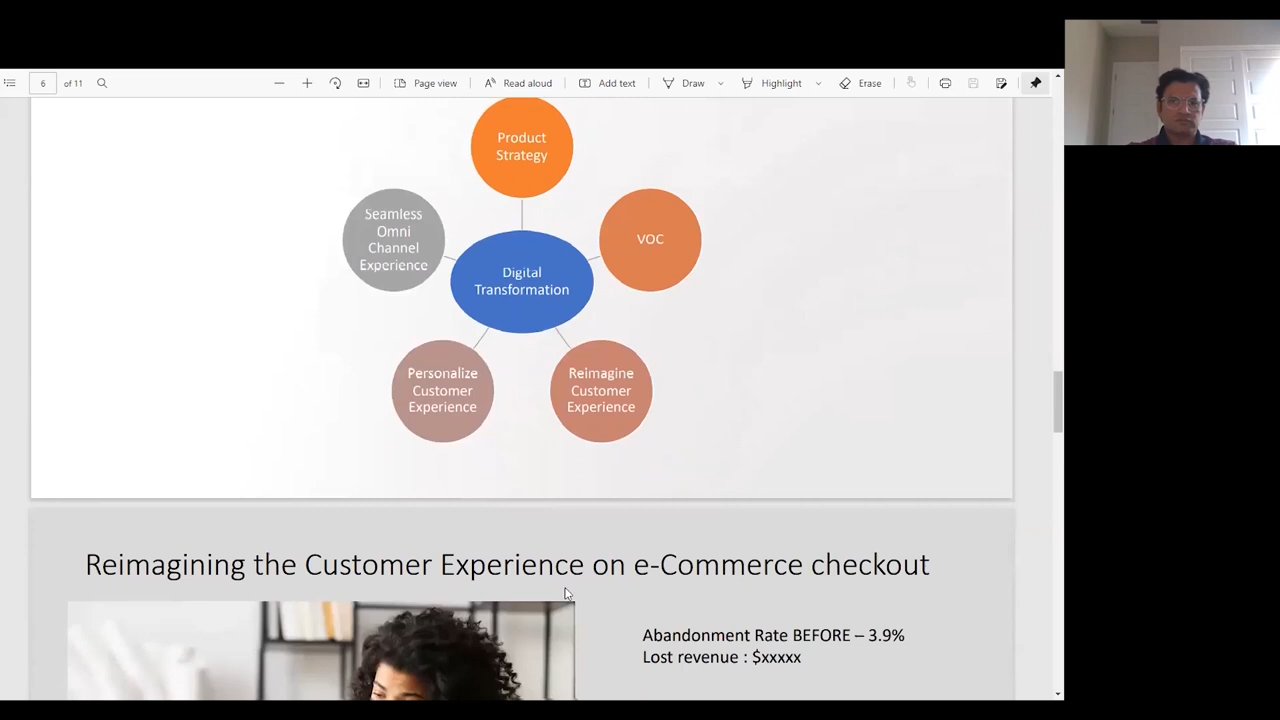 6 of 11
Page view
Read aloud
Add text
Draw
Highlight
Erase
Product
Strategy
Seamless
Omni
Channel
Experience
VOC
Digital
Transformation
Personalize
Customer
Experience
Reimagine
Customer
Experience
Reimagining the Customer Experience on e-Commerce checkout
Abandonment Rate BEFORE – 3.9%
Lost revenue : $xxxxx